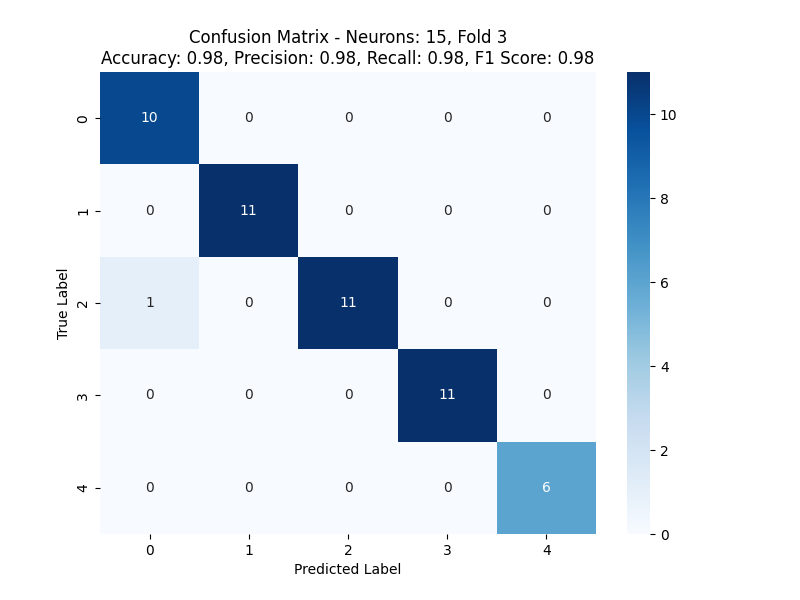 Confusion Matrix - Neurons: 15, Fold 3
Accuracy: 0.98, Precision: 0.98, Recall: 0.98, F1 Score: 0.98
True Label
0 10 0 0 0 0
1 0 11 0 0 0
2 1 0 11 0 0
3 0 0 0 11 0
4 0 0 0 0 6
0 1 2 3 4
Predicted Label
10
8
6
4
2
0